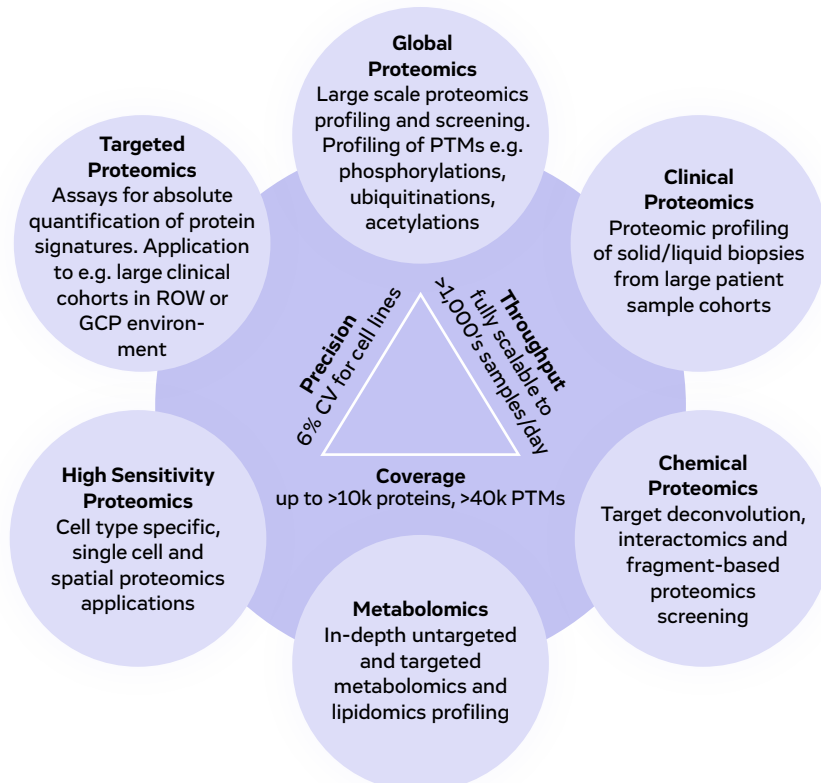 Global
Proteomics
Large scale proteomics
profiling and screening.
Profiling of PTMs e.g.
phosphorylations,
ubiquitinations,
acetylations
Targeted
Proteomics
Assays for absolute
quantification of protein
signatures. Application
to e.g. large clinical
cohorts in ROW or
GCP environ-
ment
Clinical
Proteomics
Proteomic profiling
of solid/liquid biopsies
from large patient
sample cohorts
Precision
6% CV for cell lines
Throughput
fully scalable to
>1,000's samples/day
Coverage
up to >10k proteins, >40k PTMs
High Sensitivity
Proteomics
Cell type specific,
single cell and
spatial proteomics
applications
Chemical
Proteomics
Target deconvolution,
interactomics and
fragment-based
proteomics
screening
Metabolomics
In-depth untargeted
and targeted
metabolomics and
lipidomics profiling